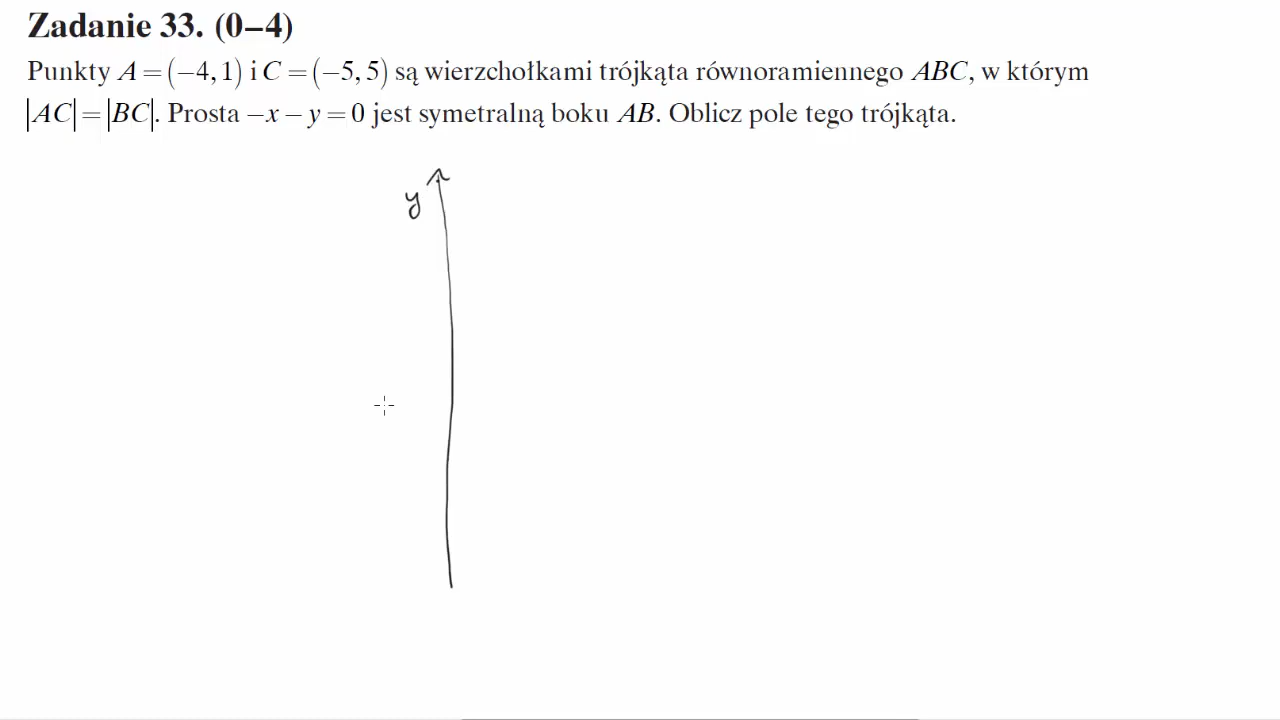 Zadanie 33. (0–4)
Punkty A = (−4, 1) i C = (−5, 5) są wierzchołkami trójkąta równoramiennego ABC, w którym
|AC| = |BC|. Prosta −x − y = 0 jest symetralną boku AB. Oblicz pole tego trójkąta.
y